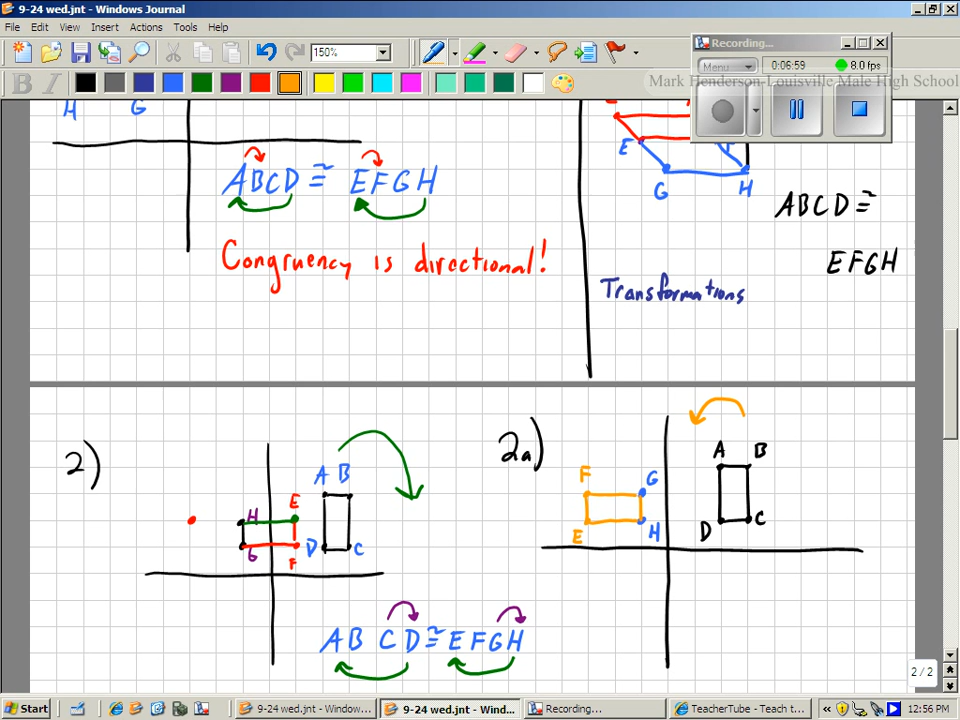 9-24 wed.jnt - Windows Journal
File Edit View Insert Actions Tools Help
150%
Recording...
Menu 0:06:59 8.0 fps
Mark Henderson-Louisville Male High School
H G
E F
G H
ABCD ≅ EFGH
ABCD ≅
EFGH
Congruency is directional!
Transformations
2)
A B
H E
G F D C
2a)
A B
F G
E H D C
AB CD ≅ EFGH
2/2
Start
9-24 wed.jnt - Window...
9-24 wed.jnt - Wind...
Recording...
TeacherTube - Teach t...
12:56 PM